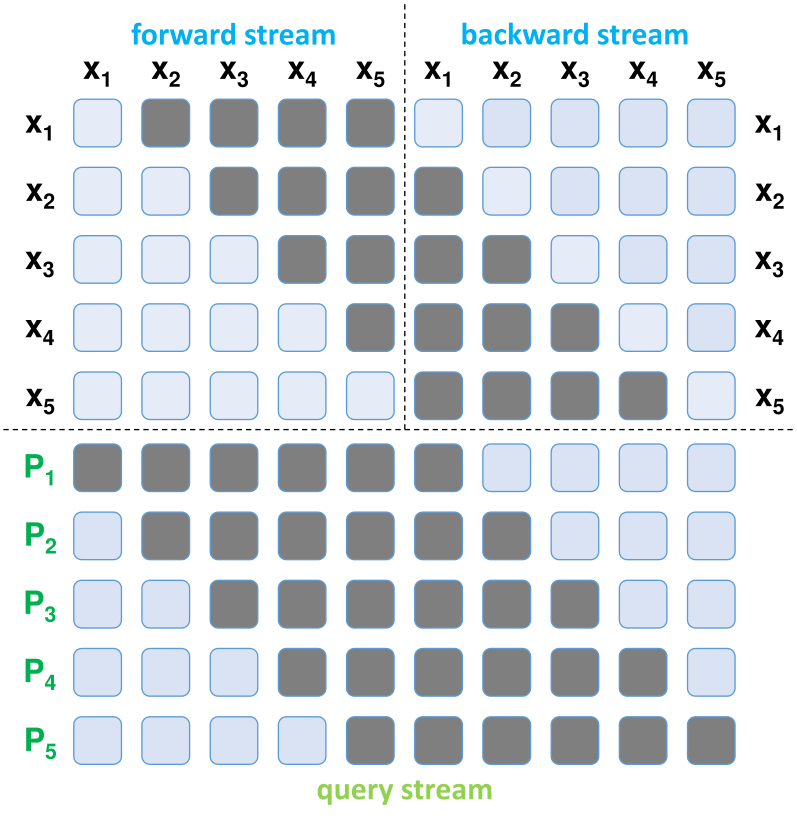 forward stream backward stream
x1 x2 x3 x4 x5 x1 x2 x3 x4 x5
x1 x1
x2 x2
x3 x3
x4 x4
x5 x5
P1
P2
P3
P4
P5
query stream